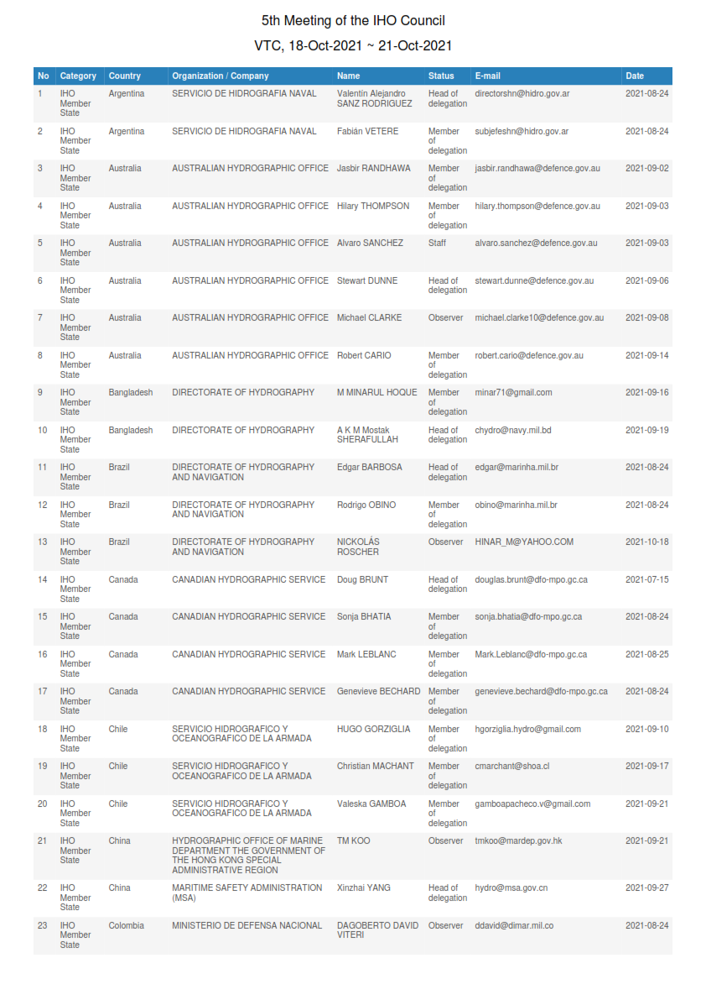 5th Meeting of the IHO Council
VTC, 18-Oct-2021 ~ 21-Oct-2021
No Category Country Organization / Company Name Status E-mail Date
1 IHO Argentina SERVICIO DE HIDROGRAFIA NAVAL Valentín Alejandro Head of directorshn@hidro.gov.ar 2021-08-24
Member SANZ RODRIGUEZ delegation
State
2 IHO Argentina SERVICIO DE HIDROGRAFIA NAVAL Fabián VETERE Member subjefeshn@hidro.gov.ar 2021-08-24
Member of
State delegation
3 IHO Australia AUSTRALIAN HYDROGRAPHIC OFFICE Jasbir RANDHAWA Member jasbir.randhawa@defence.gov.au 2021-09-02
Member of
State delegation
4 IHO Australia AUSTRALIAN HYDROGRAPHIC OFFICE Hilary THOMPSON Member hilary.thompson@defence.gov.au 2021-09-03
Member of
State delegation
5 IHO Australia AUSTRALIAN HYDROGRAPHIC OFFICE Alvaro SANCHEZ Staff alvaro.sanchez@defence.gov.au 2021-09-03
Member
State
6 IHO Australia AUSTRALIAN HYDROGRAPHIC OFFICE Stewart DUNNE Head of stewart.dunne@defence.gov.au 2021-09-06
Member delegation
State
7 IHO Australia AUSTRALIAN HYDROGRAPHIC OFFICE Michael CLARKE Observer michael.clarke10@defence.gov.au 2021-09-08
Member
State
8 IHO Australia AUSTRALIAN HYDROGRAPHIC OFFICE Robert CARIO Member robert.cario@defence.gov.au 2021-09-14
Member of
State delegation
9 IHO Bangladesh DIRECTORATE OF HYDROGRAPHY M MINARUL HOQUE Member minar71@gmail.com 2021-09-16
Member of
State delegation
10 IHO Bangladesh DIRECTORATE OF HYDROGRAPHY A K M Mostak Head of chydro@navy.mil.bd 2021-09-19
Member SHERAFULLAH delegation
State
11 IHO Brazil DIRECTORATE OF HYDROGRAPHY Edgar BARBOSA Head of edgar@marinha.mil.br 2021-08-24
Member AND NAVIGATION delegation
State
12 IHO Brazil DIRECTORATE OF HYDROGRAPHY Rodrigo OBINO Member obino@marinha.mil.br 2021-08-24
Member AND NAVIGATION of
State delegation
13 IHO Brazil DIRECTORATE OF HYDROGRAPHY NICKOLÁS Observer HINAR_M@YAHOO.COM 2021-10-18
Member AND NAVIGATION ROSCHER
State
14 IHO Canada CANADIAN HYDROGRAPHIC SERVICE Doug BRUNT Head of douglas.brunt@dfo-mpo.gc.ca 2021-07-15
Member delegation
State
15 IHO Canada CANADIAN HYDROGRAPHIC SERVICE Sonja BHATIA Member sonja.bhatia@dfo-mpo.gc.ca 2021-08-24
Member of
State delegation
16 IHO Canada CANADIAN HYDROGRAPHIC SERVICE Mark LEBLANC Member Mark.Leblanc@dfo-mpo.gc.ca 2021-08-25
Member of
State delegation
17 IHO Canada CANADIAN HYDROGRAPHIC SERVICE Genevieve BECHARD Member genevieve.bechard@dfo-mpo.gc.ca 2021-08-24
Member of
State delegation
18 IHO Chile SERVICIO HIDROGRAFICO Y HUGO GORZIGLIA Member hgorziglia.hydro@gmail.com 2021-09-10
Member OCEANOGRAFICO DE LA ARMADA of
State delegation
19 IHO Chile SERVICIO HIDROGRAFICO Y Christian MACHANT Member cmarchant@shoa.cl 2021-09-17
Member OCEANOGRAFICO DE LA ARMADA of
State delegation
20 IHO Chile SERVICIO HIDROGRAFICO Y Valeska GAMBOA Member gamboapacheco.v@gmail.com 2021-09-21
Member OCEANOGRAFICO DE LA ARMADA of
State delegation
21 IHO China HYDROGRAPHIC OFFICE OF MARINE TM KOO Observer tmkoo@mardep.gov.hk 2021-09-21
Member DEPARTMENT THE GOVERNMENT OF
State THE HONG KONG SPECIAL
ADMINISTRATIVE REGION
22 IHO China MARITIME SAFETY ADMINISTRATION Xinzhai YANG Head of hydro@msa.gov.cn 2021-09-27
Member (MSA) delegation
State
23 IHO Colombia MINISTERIO DE DEFENSA NACIONAL DAGOBERTO DAVID Observer ddavid@dimar.mil.co 2021-08-24
Member VITERI
State